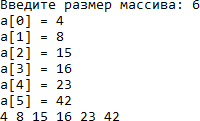 Введите размер массива: 6
a[0] = 4
a[1] = 8
a[2] = 15
a[3] = 16
a[4] = 23
a[5] = 42
4 8 15 16 23 42